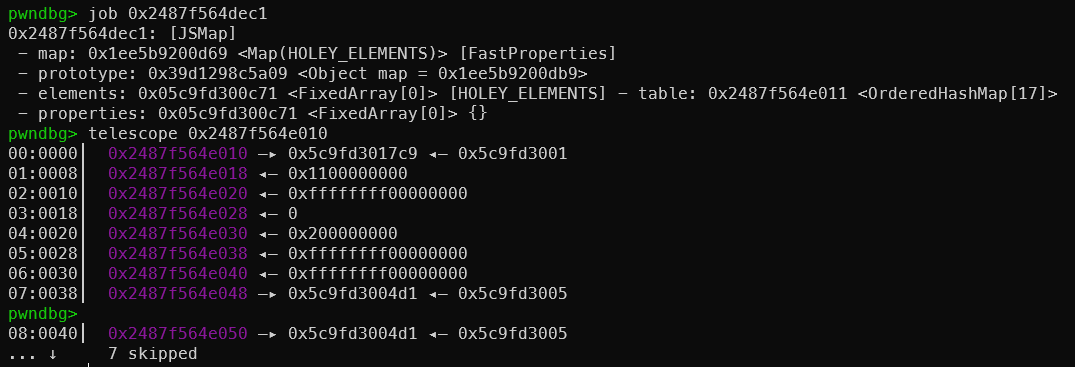 pwndbg> job 0x2487f564dec1
0x2487f564dec1: [JSMap]
 - map: 0x1ee5b9200d69 <Map(HOLEY_ELEMENTS)> [FastProperties]
 - prototype: 0x39d1298c5a09 <Object map = 0x1ee5b9200db9>
 - elements: 0x05c9fd300c71 <FixedArray[0]> [HOLEY_ELEMENTS] - table: 0x2487f564e011 <OrderedHashMap[17]>
 - properties: 0x05c9fd300c71 <FixedArray[0]> {}
pwndbg> telescope 0x2487f564e010
00:0000│  0x2487f564e010 —▸ 0x5c9fd3017c9 ◂— 0x5c9fd3001
01:0008│  0x2487f564e018 ◂— 0x1100000000
02:0010│  0x2487f564e020 ◂— 0xffffffff00000000
03:0018│  0x2487f564e028 ◂— 0
04:0020│  0x2487f564e030 ◂— 0x200000000
05:0028│  0x2487f564e038 ◂— 0xffffffff00000000
06:0030│  0x2487f564e040 ◂— 0xffffffff00000000
07:0038│  0x2487f564e048 —▸ 0x5c9fd3004d1 ◂— 0x5c9fd3005
pwndbg>
08:0040│  0x2487f564e050 —▸ 0x5c9fd3004d1 ◂— 0x5c9fd3005
... ↓     7 skipped